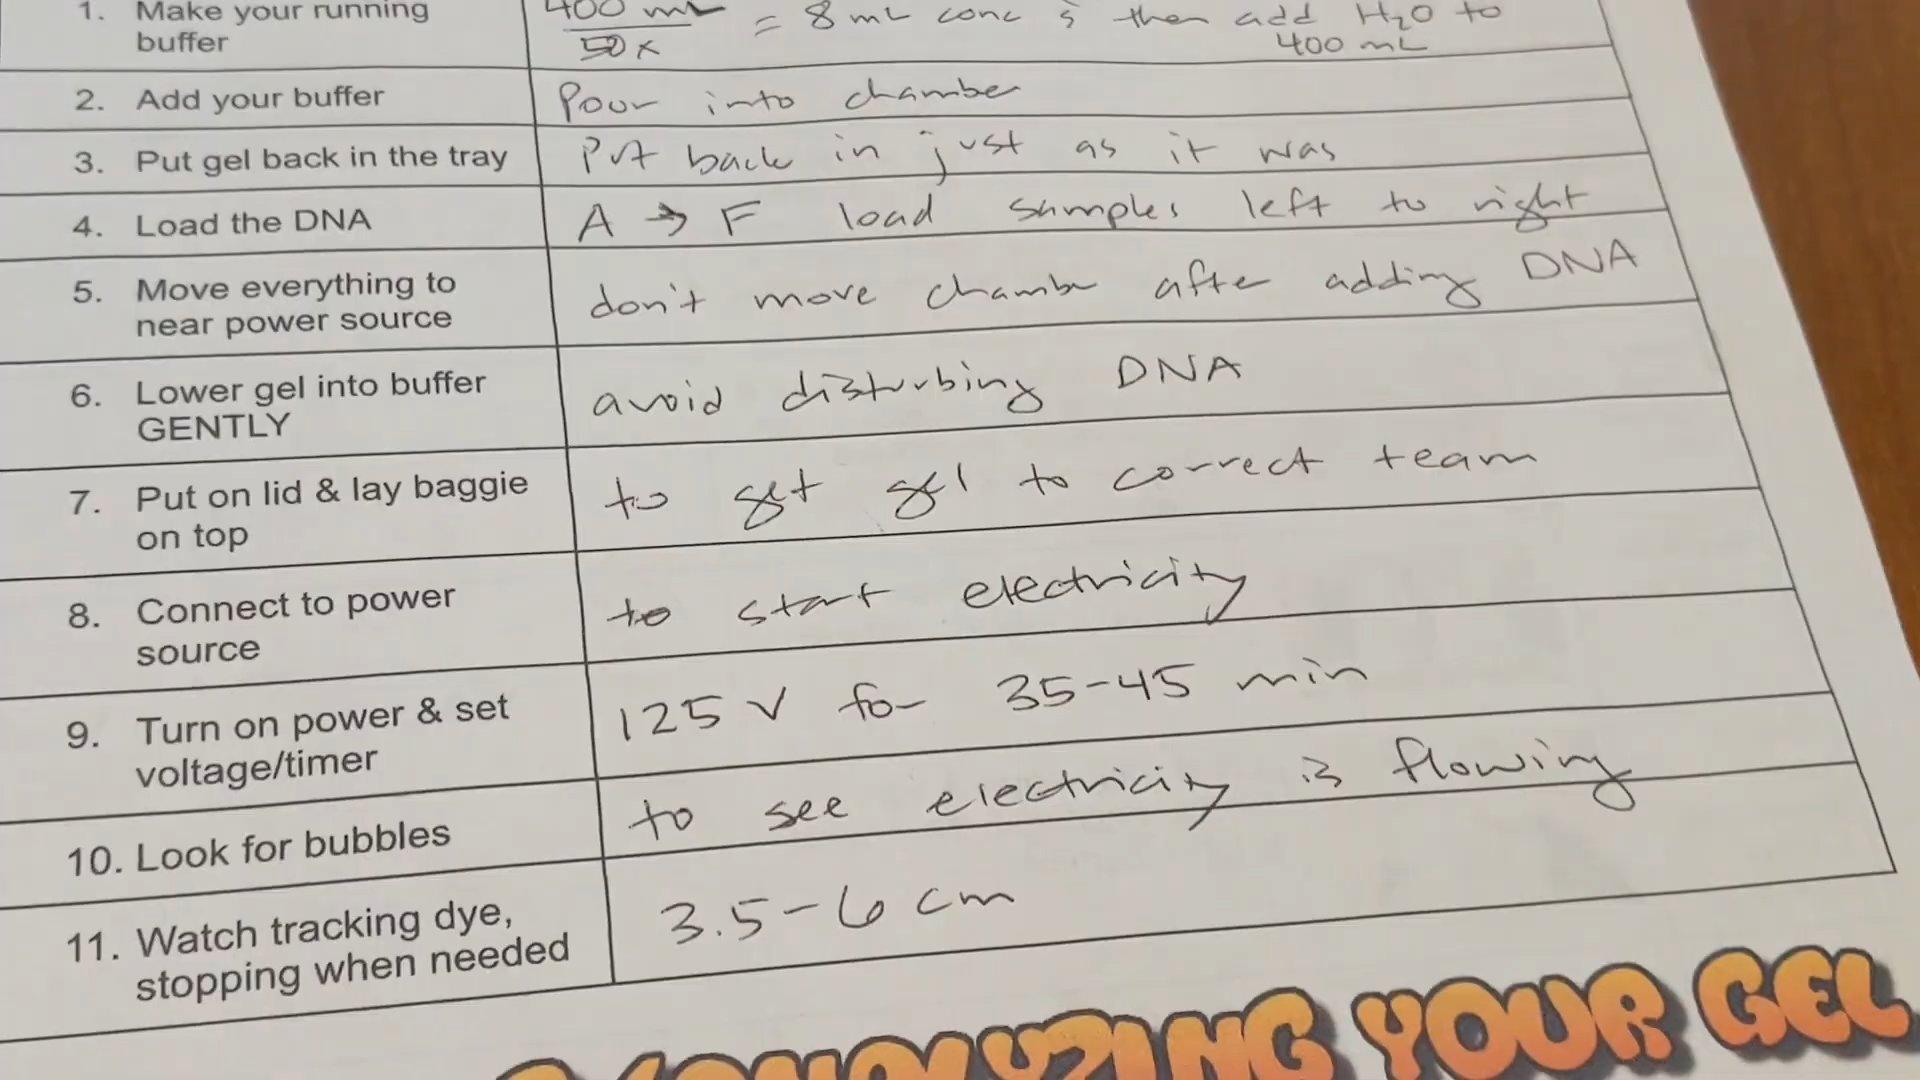 1. Make your running buffer
400 mL / 50x = 8 mL conc & then add H2O to 400 mL
2. Add your buffer
Pour into chamber
3. Put gel back in the tray
Put back in just as it was
4. Load the DNA
A → F load samples left to right
5. Move everything to near power source
don't move chamber after adding DNA
6. Lower gel into buffer GENTLY
avoid disturbing DNA
7. Put on lid & lay baggie on top
to get gel to correct team
8. Connect to power source
to start electricity
9. Turn on power & set voltage/timer
125 V for 35-45 min
10. Look for bubbles
to see electricity is flowing
11. Watch tracking dye, stopping when needed
3.5-6 cm
ANALYZING YOUR GEL